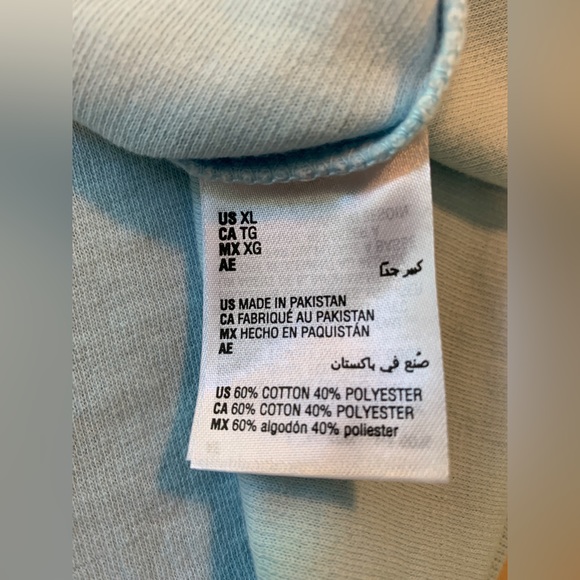 US XL
CA TG
MX XG
AE
كبير جدًا
US MADE IN PAKISTAN
CA FABRIQUÉ AU PAKISTAN
MX HECHO EN PAQUISTÁN
AE
صّنع في باكستان
US 60% COTTON 40% POLYESTER
CA 60% COTON 40% POLYESTER
MX 60% algodón 40% poliester